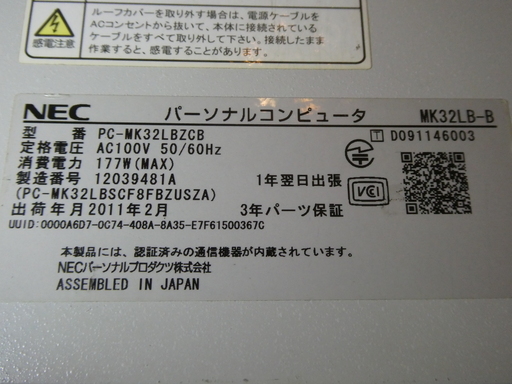 ルーフカバーを取り外す場合は、電源ケーブルを
ACコンセントから抜いて、本体に接続されている
ケーブルをすべて取り外して下さい。接続したまま
作業すると、感電することがあります。
感電注意
NEC パーソナルコンピュータ MK32LB-B
型 番 PC-MK32LBZCB
T D091146003
定格電圧 AC100V 50/60Hz
消費電力 177W(MAX)
製造番号 12039481A 1年翌日出張
VCI
(PC-MK32LBSCF8FBZUSZA)
出荷年月 2011年2月 3年パーツ保証
UUID:0000A6D7-0C74-408A-8A35-E7F61500367C
本製品には、認証済みの通信機器が内蔵されています。
NECパーソナルプロダクツ株式会社
ASSEMBLED IN JAPAN